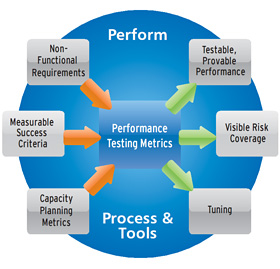 Perform
Non-
Functional
Requirements
Testable,
Provable
Performance
Measurable
Success
Criteria
Performance
Testing Metrics
Visible Risk
Coverage
Capacity
Planning
Metrics
Tuning
Process &
Tools